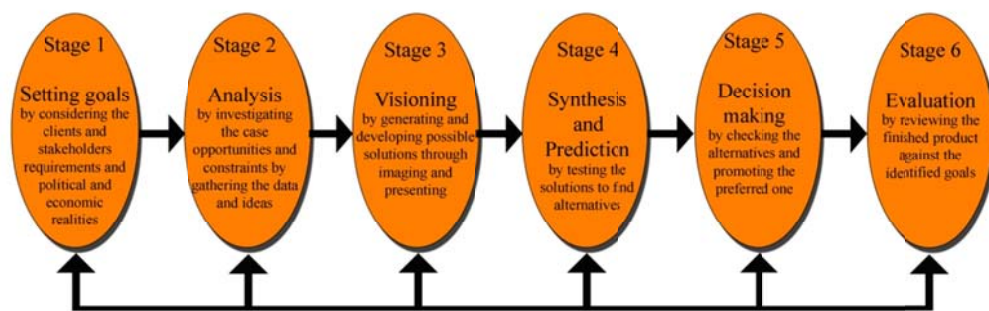 Stage 1
Setting goals
by considering the
clients and
stakeholders
requirements and
political and
economic
realities
Stage 2
Analysis
by investigating
the case
opportunities and
constraints by
gathering the data
and ideas
Stage 3
Visioning
by generating and
developing possible
solutions through
imaging and
presenting
Stage 4
Synthesis
and
Prediction
by testing the
solutions to find
alternatives
Stage 5
Decision
making
by checking the
alternatives and
promoting the
preferred one
Stage 6
Evaluation
by reviewing the
finished product
against the
identified goals